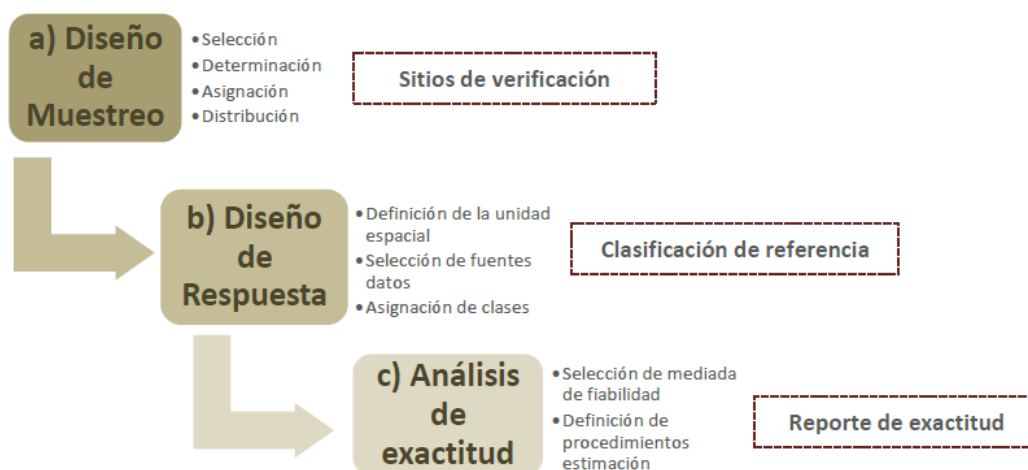 a) Diseño
de
Muestreo
•Selección
•Determinación
•Asignación
•Distribución
Sitios de verificación
b) Diseño
de
Respuesta
•Definición de la unidad
espacial
•Selección de fuentes
datos
•Asignación de clases
Clasificación de referencia
c) Análisis
de
exactitud
•Selección de mediada
de fiabilidad
•Definición de
procedimientos
estimación
Reporte de exactitud